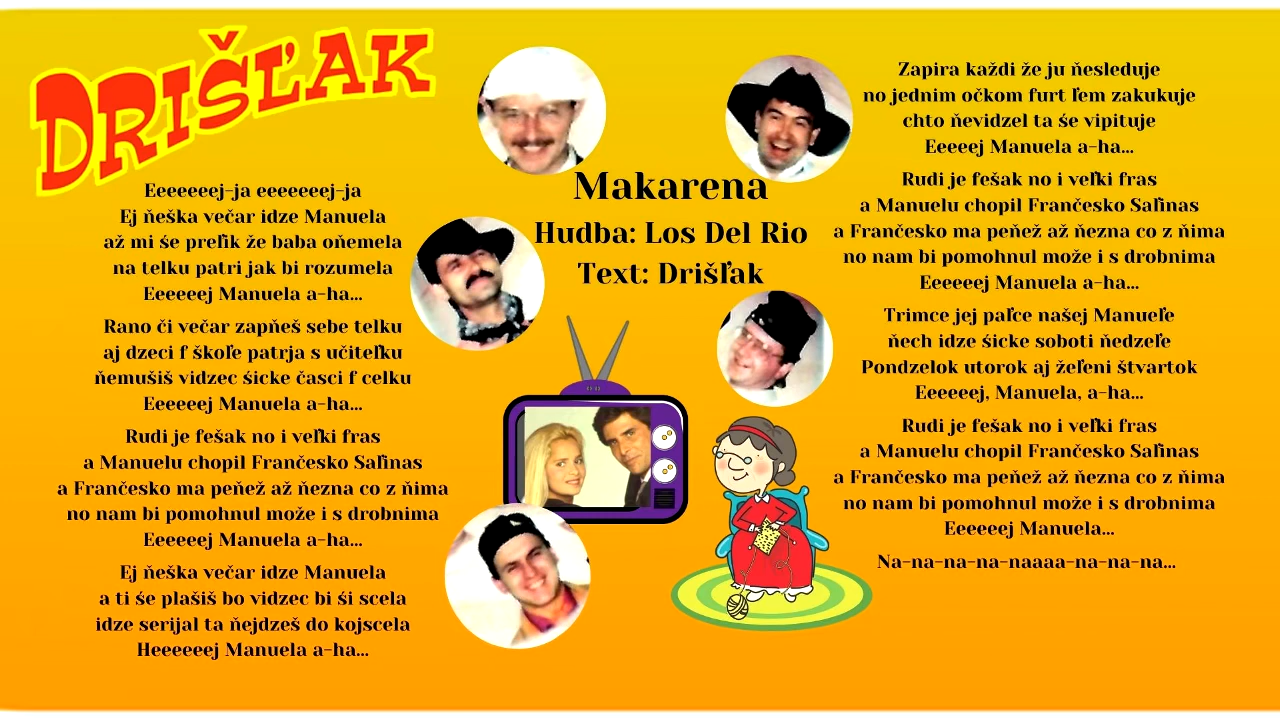 DRIŠĽAK
Eeeeeeej-ja eeeeeeej-ja
Ej ňeška večar idze Manuela
až mi śe preľik že baba oňemela
na telku patri jak bi rozumela
Eeeeeej Manuela a-ha...
Rano či večar zapňeš sebe telku
aj dzeci f škoľe patrja s učiteľku
ňemušiš vidzec śicke časci f celku
Eeeeeej Manuela a-ha...
Rudi je fešak no i veľki fras
a Manuelu chopil Frančesko Saľinas
a Frančesko ma peňež až ňezna co z ňima
no nam bi pomohnul može i s drobnima
Eeeeeej Manuela a-ha...
Ej ňeška večar idze Manuela
a ti śe plašiš bo vidzec bi śi scela
idze serijal ta ňejdzeš do kojscela
Heeeeeej Manuela a-ha...
Makarena
Hudba: Los Del Rio
Text: Drišľak
Zapira každi že ju ňesleduje
no jednim očkom furt ľem zakukuje
chto ňevidzel ta śe vipituje
Eeeeej Manuela a-ha...
Rudi je fešak no i veľki fras
a Manuelu chopil Frančesko Saľinas
a Frančesko ma peňež až ňezna co z ňima
no nam bi pomohnul može i s drobnima
Eeeeeej Manuela a-ha...
Trimce jej paľce našej Manueľe
ňech idze śicke soboti ňedzeľe
Pondzelok utorok aj žeľeni štvartok
Eeeeeej, Manuela, a-ha...
Rudi je fešak no i veľki fras
a Manuelu chopil Frančesko Saľinas
a Frančesko ma peňež až ňezna co z ňima
no nam bi pomohnul može i s drobnima
Eeeeeej Manuela...
Na-na-na-na-naaaa-na-na-na...